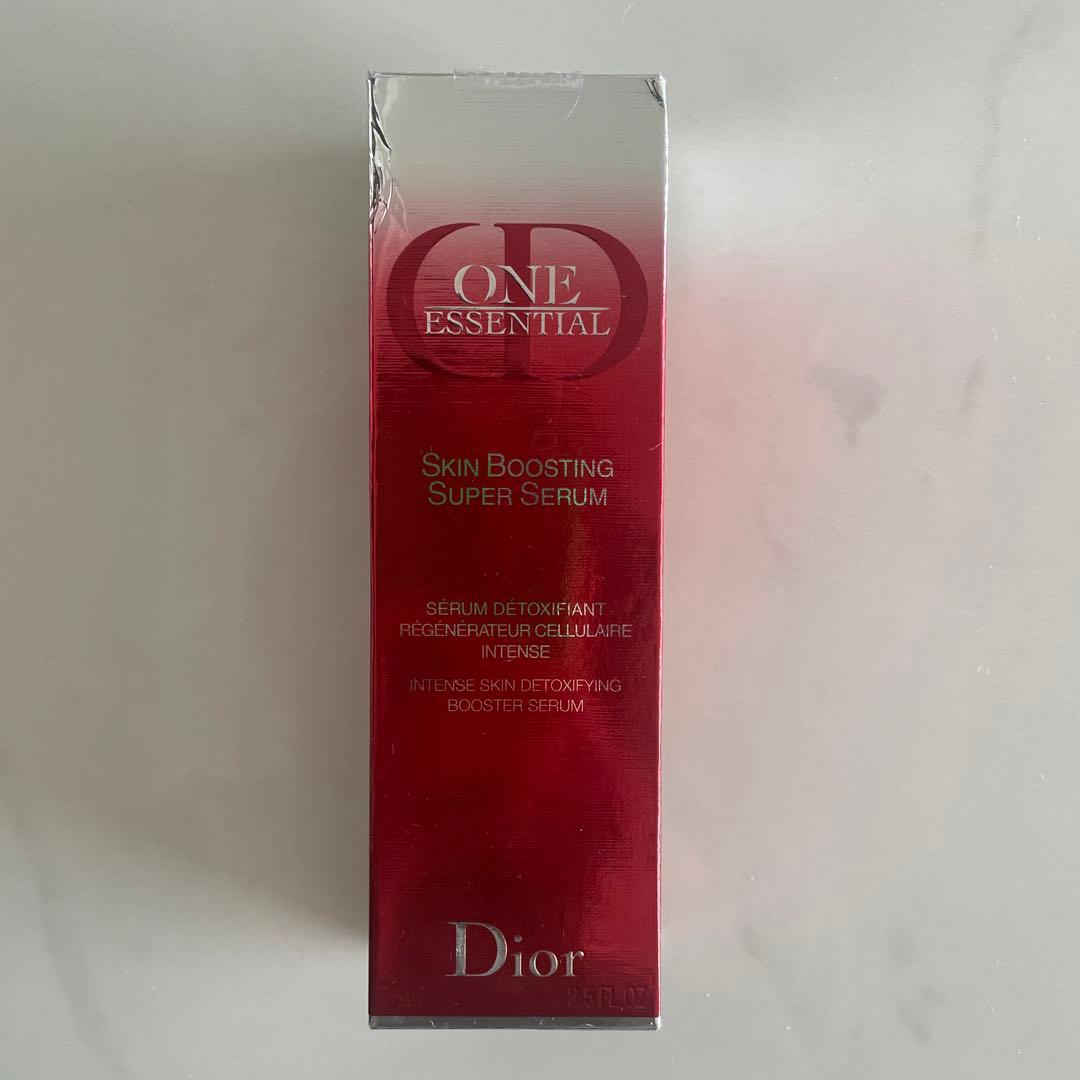 CD
ONE
ESSENTIAL
SKIN BOOSTING
SUPER SERUM
SÉRUM DÉTOXIFIANT
RÉGÉNÉRATEUR CELLULAIRE
INTENSE
INTENSE SKIN DETOXIFYING
BOOSTER SERUM
Dior
2.5 FL.OZ